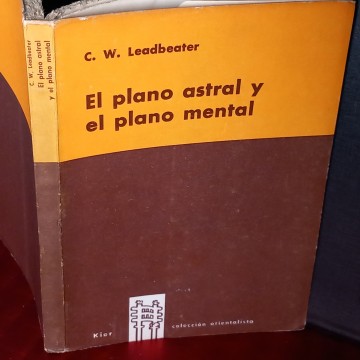 C. W. Leadbeater
El plano astral y
el plano mental
Kier
colección orientalista
C. W. Leadbeater
El plano astral
y el plano mental